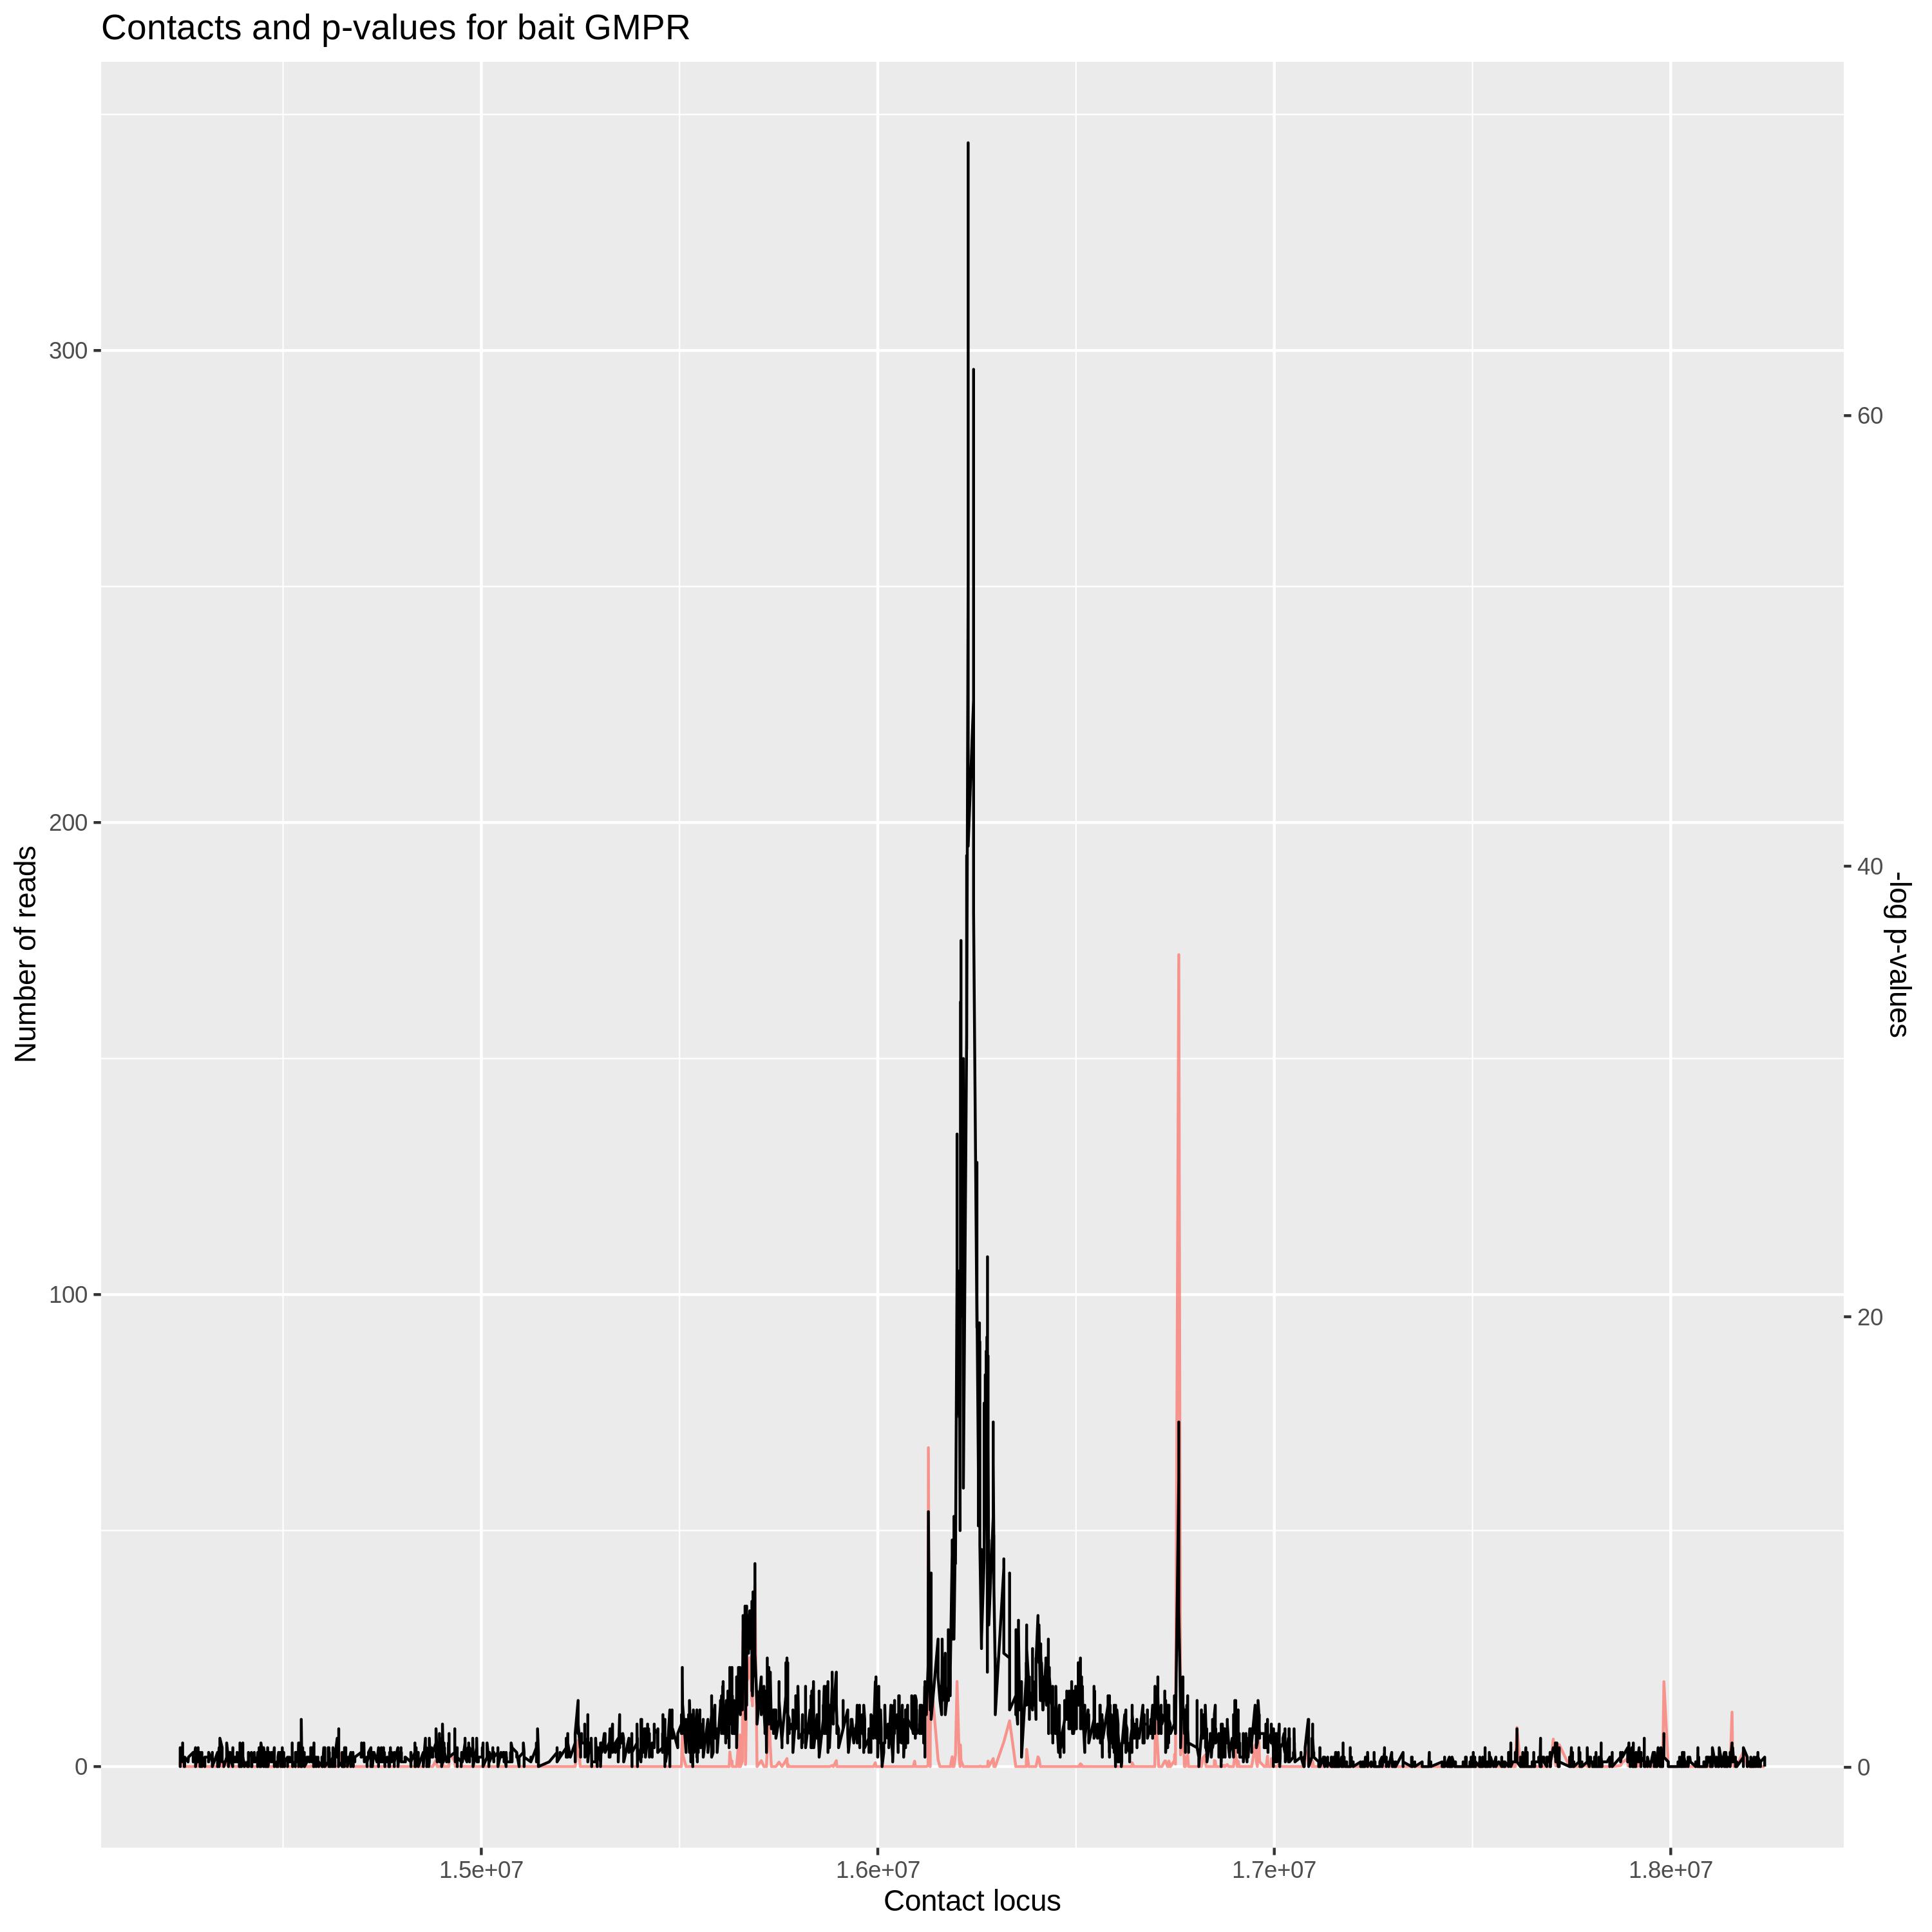 Contacts and p-values for bait GMPR
Number of reads
300
200
100
0
60
40
20
0
-log p-values
1.5e+07
1.6e+07
1.7e+07
1.8e+07
Contact locus